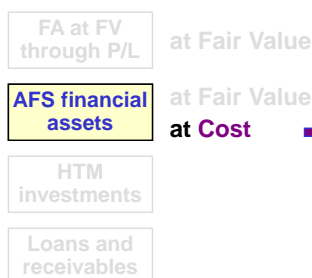 FA at FV
through P/L
at Fair Value
AFS financial
assets
at Fair Value
at Cost
HTM
investments
Loans and
receivables